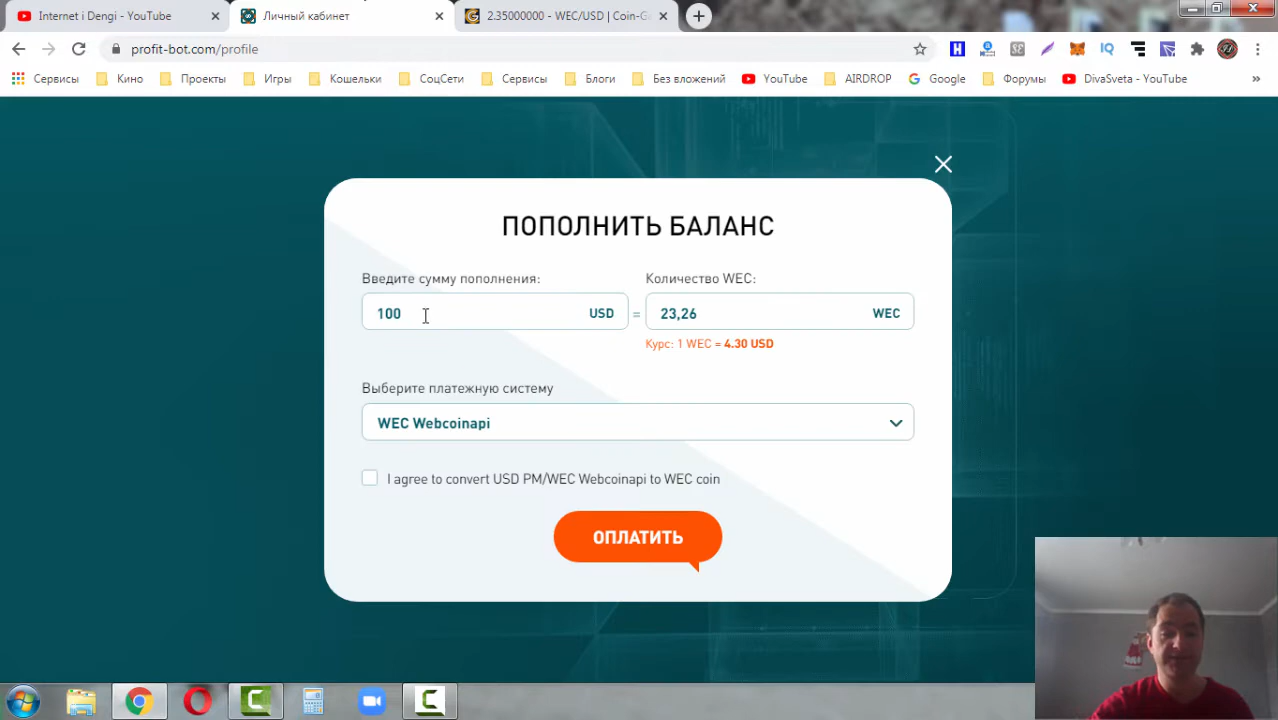 Internet i Dengi - YouTube
Личный кабинет
2.35000000 - WEC/USD | Coin-G
profit-bot.com/profile
Сервисы
Кино
Проекты
Игры
Кошельки
СоцСети
Сервисы
Блоги
Без вложений
YouTube
AIRDROP
Google
Форумы
DivaSveta - YouTube
»
ПОПОЛНИТЬ БАЛАНС
Введите сумму пополнения:
Количество WEC:
100 USD = 23,26 WEC
Курс: 1 WEC = 4.30 USD
Выберите платежную систему
WEC Webcoinapi
I agree to convert USD PM/WEC Webcoinapi to WEC coin
ОПЛАТИТЬ